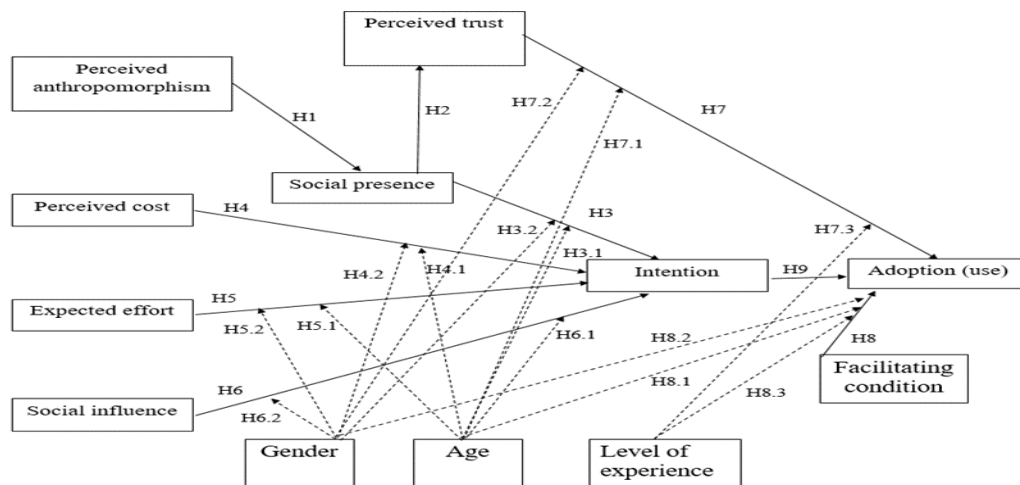 Perceived trust
Perceived
anthropomorphism
H1
H2
H7.2
H7
H7.1
Social presence
Perceived cost
H4
H3
H3.2
H7.3
H3.1
H4.2
H4.1
Intention
H9
Adoption (use)
Expected effort
H5
H5.2
H5.1
H6.1
H8.2
H8
Facilitating
condition
H8.1
H8.3
Social influence
H6
H6.2
Gender
Age
Level of
experience